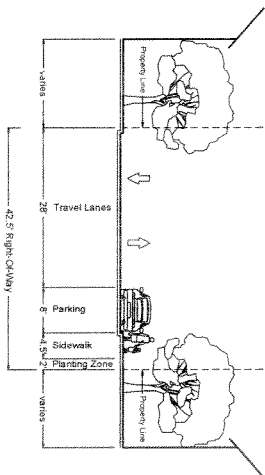 varies
Property Line
28'
Travel Lanes
42.5' Right-Of-Way
8'
Parking
4.5'
Sidewalk
2'
Planting Zone
varies
Property Line